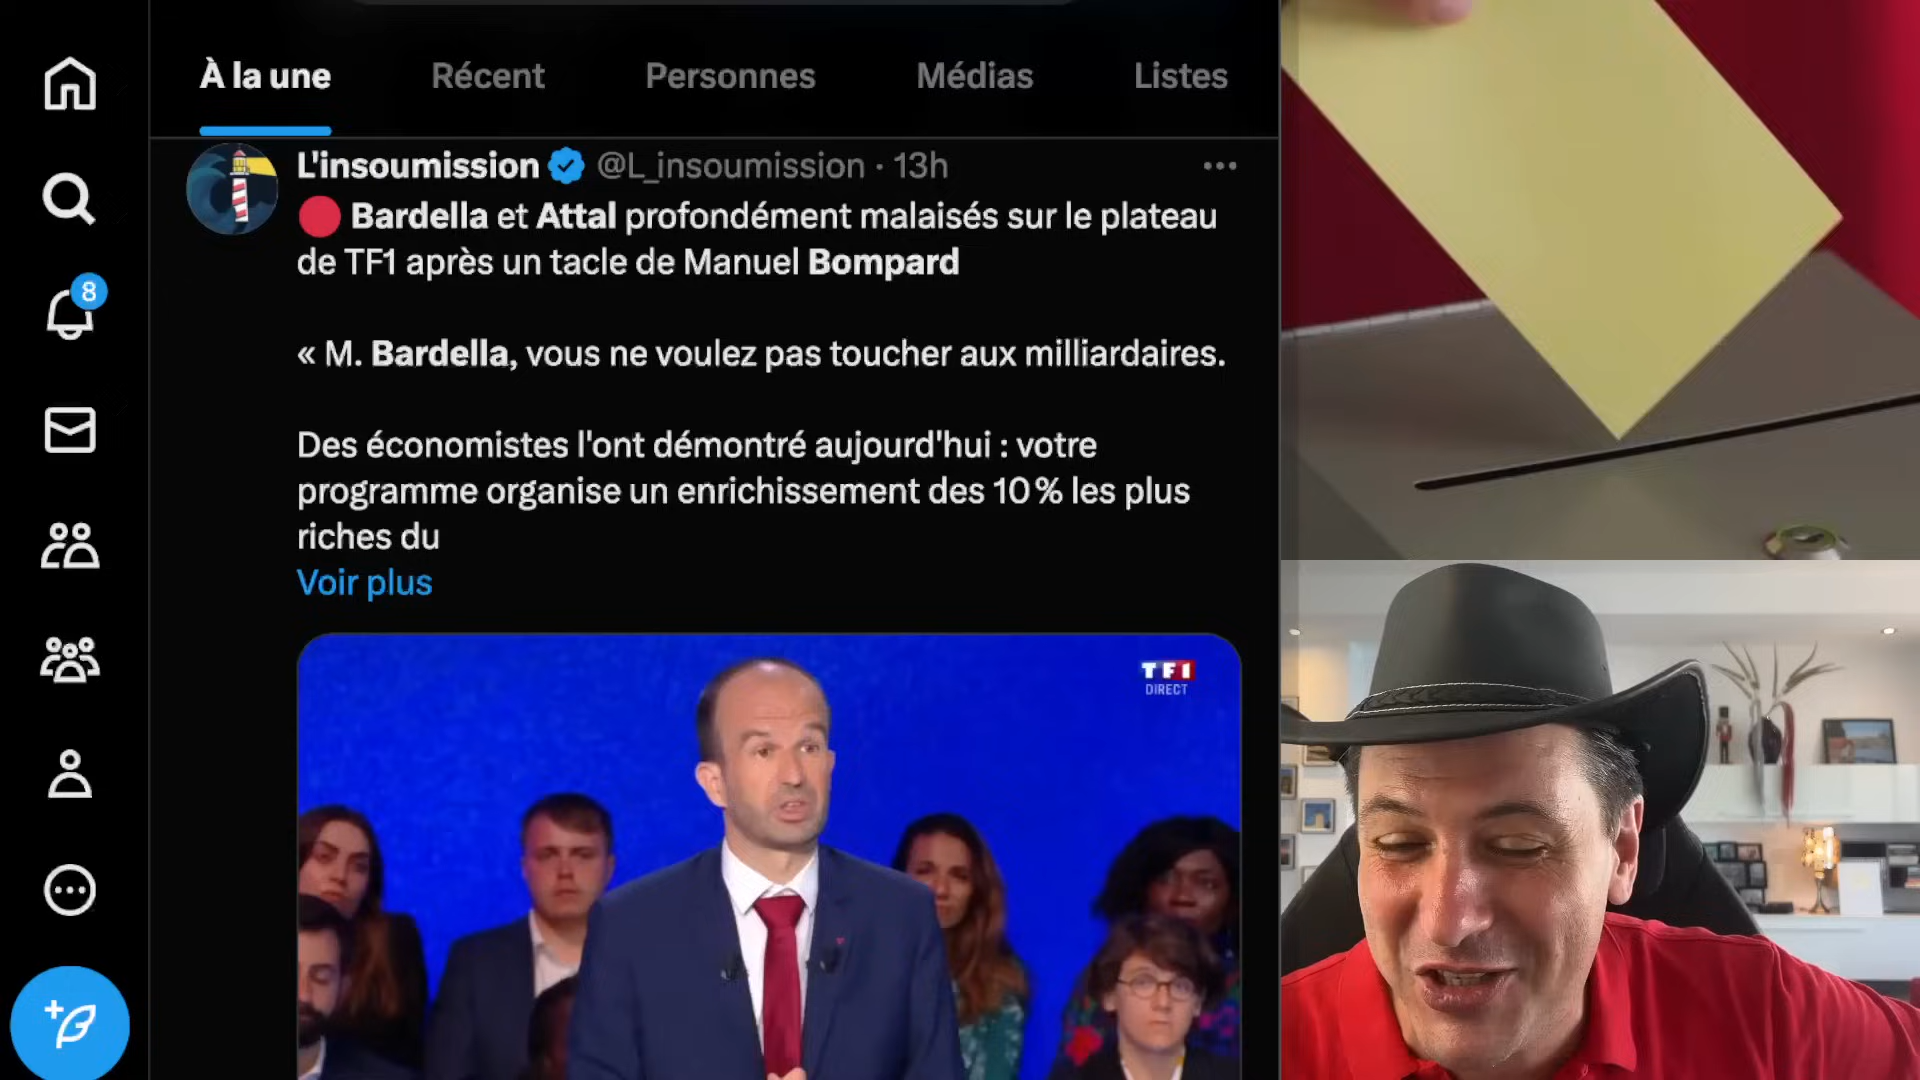 À la une Récent Personnes Médias Listes
L'insoumission @L_insoumission · 13h
8
Bardella et Attal profondément malaisés sur le plateau
de TF1 après un tacle de Manuel Bompard
« M. Bardella, vous ne voulez pas toucher aux milliardaires.
Des économistes l'ont démontré aujourd'hui : votre
programme organise un enrichissement des 10 % les plus
riches du
Voir plus
TF1
DIRECT